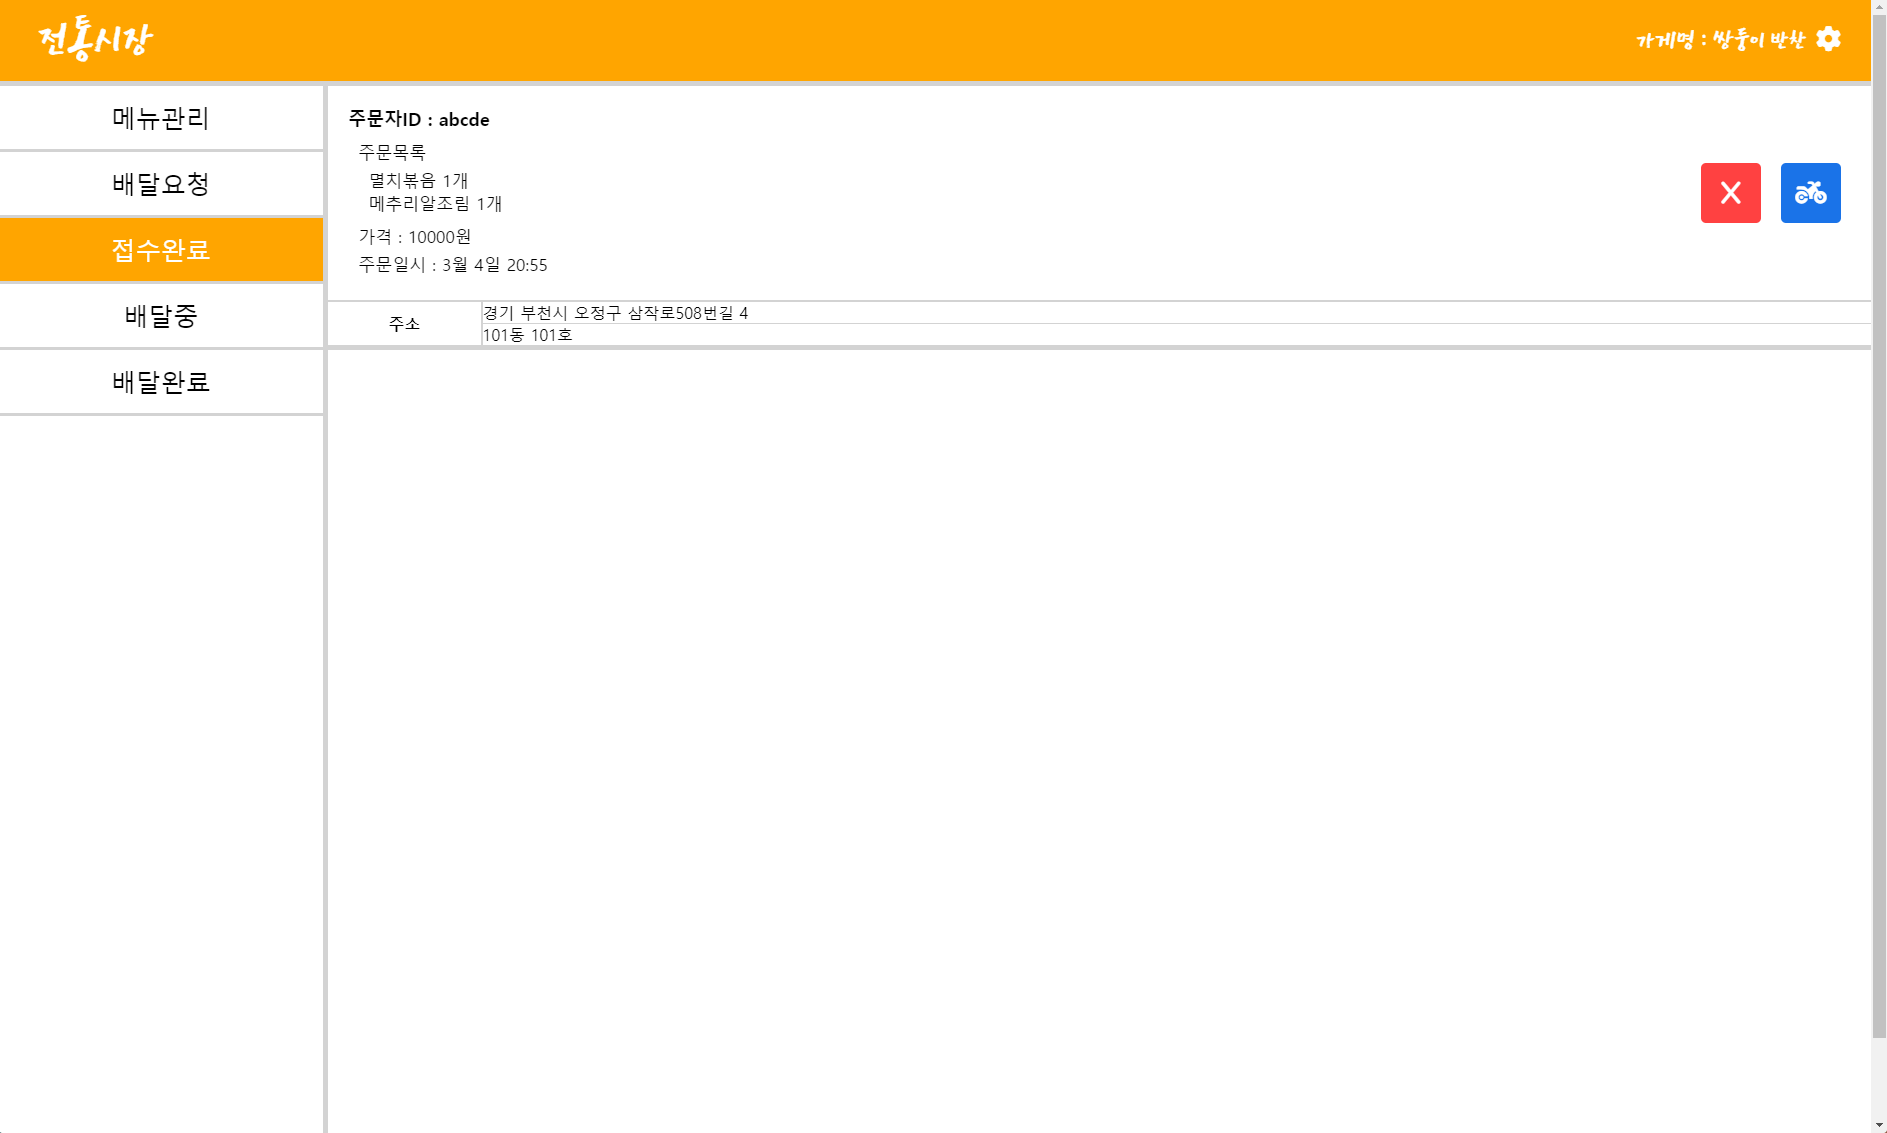 전통시장
가게명 : 쌍둥이 반찬
메뉴관리
배달요청
접수완료
배달중
배달완료
주문자ID : abcde
주문목록
멸치볶음 1개
메추리알조림 1개
가격 : 10000원
주문일시 : 3월 4일 20:55
주소
경기 부천시 오정구 삼작로508번길 4
101동 101호